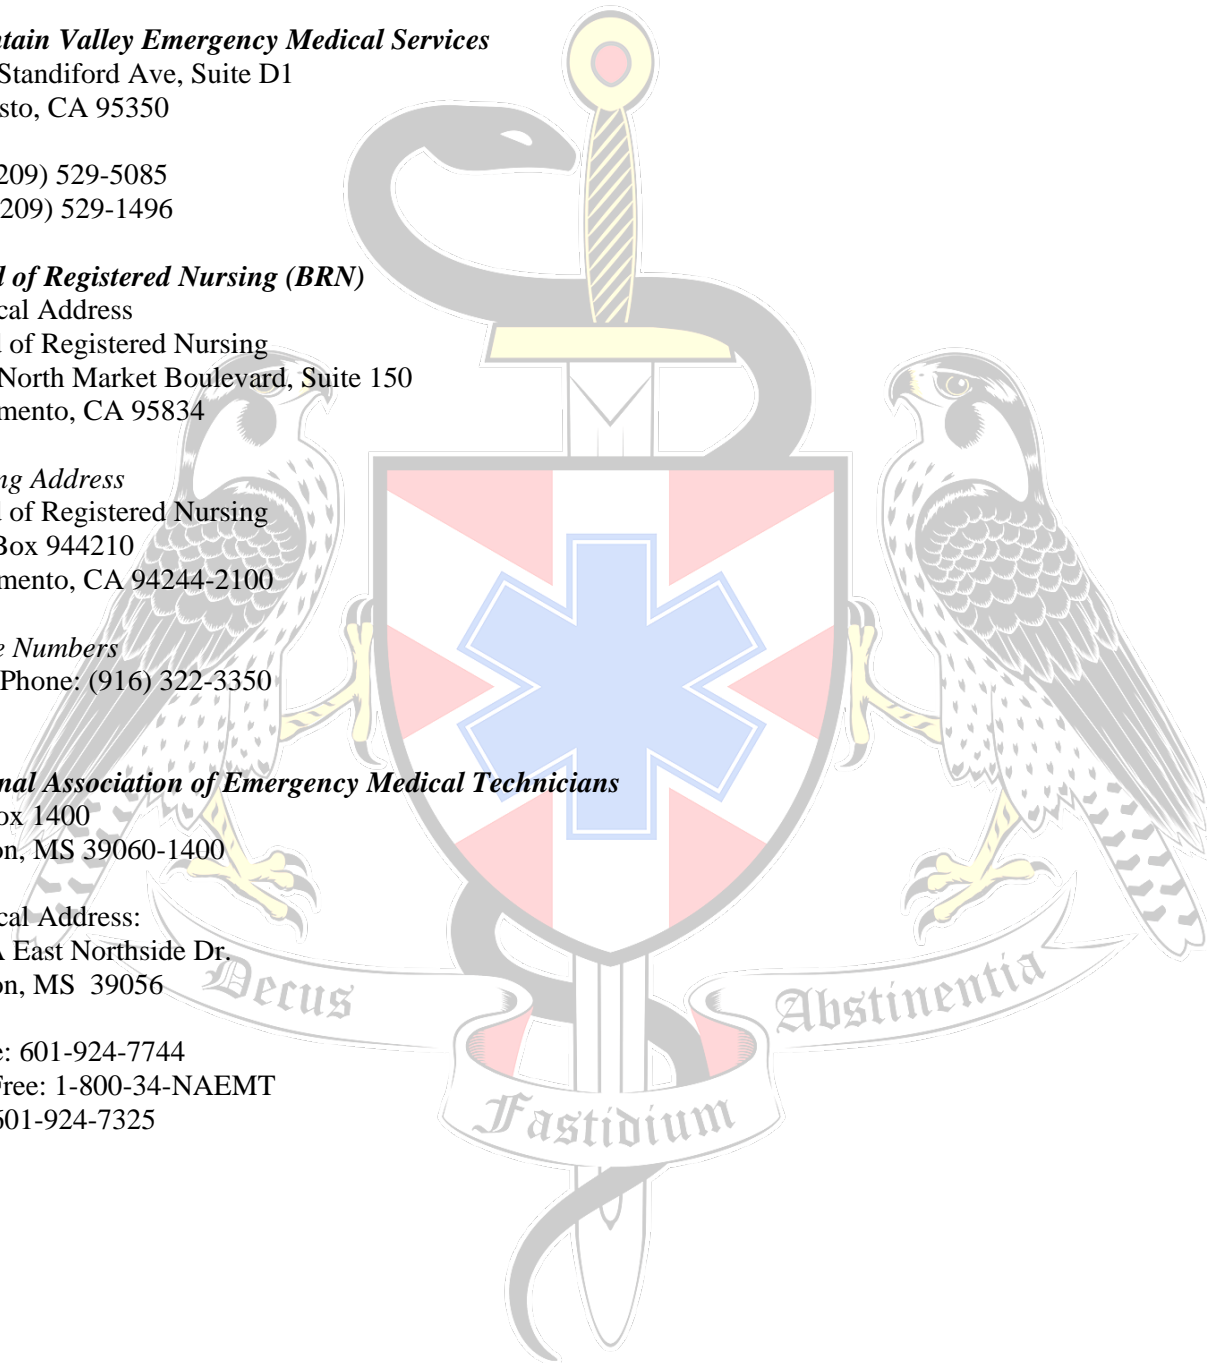 ntain Valley Emergency Medical Services
Standiford Ave, Suite D1
sto, CA 95350
209) 529-5085
209) 529-1496
l of Registered Nursing (BRN)
cal Address
l of Registered Nursing
North Market Boulevard, Suite 150
mento, CA 95834
ng Address
l of Registered Nursing
Box 944210
mento, CA 94244-2100
e Numbers
Phone: (916) 322-3350
nal Association of Emergency Medical Technicians
ox 1400
on, MS 39060-1400
cal Address:
A East Northside Dr.
on, MS 39056
e: 601-924-7744
Free: 1-800-34-NAEMT
601-924-7325
Decus
Abstinentia
Fastidium